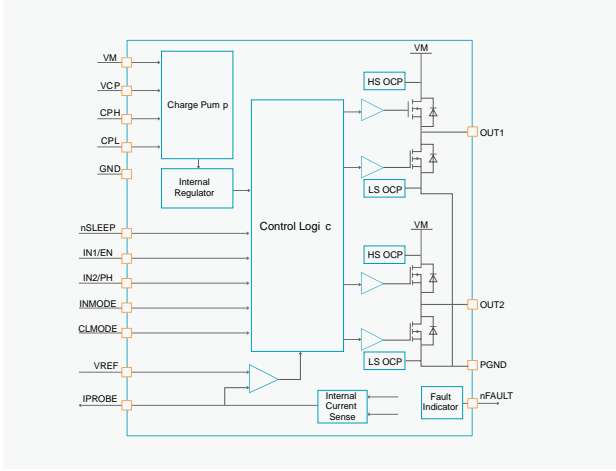 VM
VCP
CPH
CPL
GND
Charge Pum p
Internal
Regulator
nSLEEP
IN1/EN
IN2/PH
INMODE
CLMODE
VREF
IPROBE
Control Logi c
VM
HS OCP
OUT1
LS OCP
VM
HS OCP
OUT2
LS OCP
PGND
Internal
Current
Sense
Fault
Indicator
nFAULT